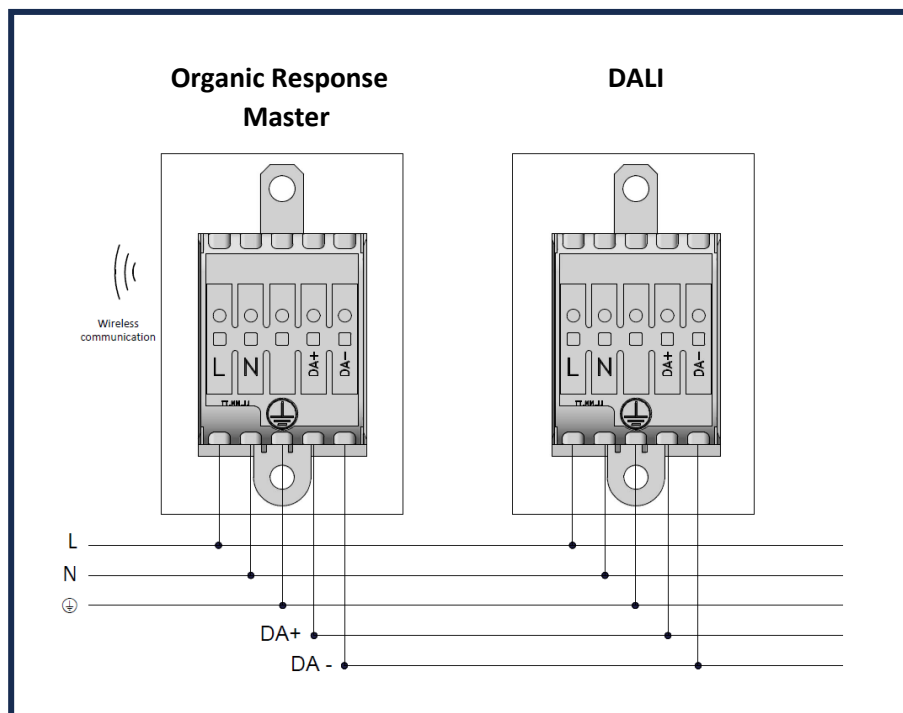 Organic Response
Master
DALI
Wireless
communication
L N DA+ DA-
L N DA+ DA-
L
N
DA+
DA -